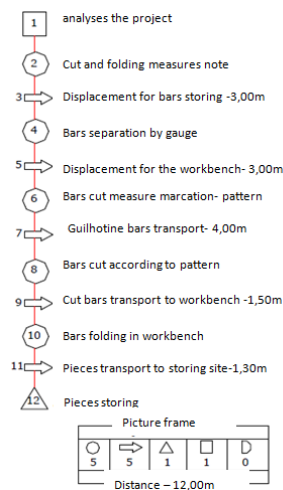 1 analyses the project
2 Cut and folding measures note
3 Displacement for bars storing -3,00m
4 Bars separation by gauge
5 Displacement for the workbench- 3,00m
6 Bars cut measure marcation- pattern
7 Guilhotine bars transport- 4,00m
8 Bars cut according to pattern
9 Cut bars transport to workbench -1,50m
10 Bars folding in workbench
11 Pieces transport to storing site-1,30m
12 Pieces storing
Picture frame
5 5 1 1 0
Distance – 12,00m